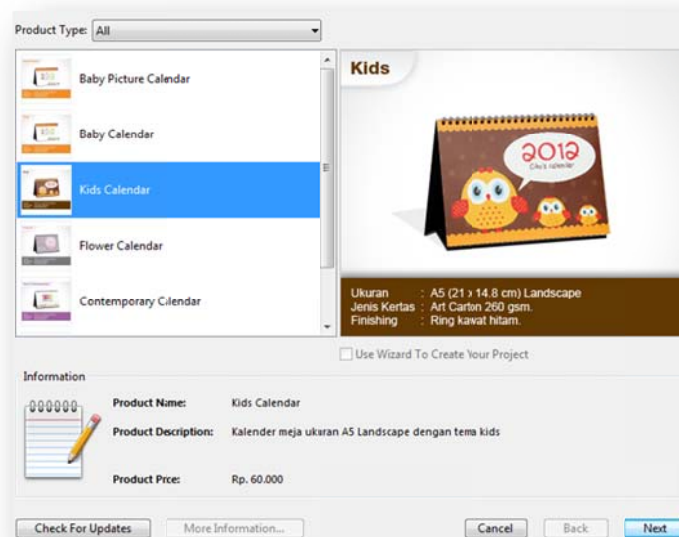 Product Type: All
Baby Picture Calendar
Baby Calendar
Kids Calendar
Flower Calendar
Contemporary Calendar
Kids
2012
Ukuran : A5 (21 x 14.8 cm) Landscape
Jenis Kertas : Art Carton 260 gsm.
Finishing : Ring kawat hitam.
Use Wizard To Create Your Project
Information
Product Name: Kids Calendar
Product Description: Kalender meja ukuran A5 Landscape dengan tema kids
Product Price: Rp. 60.000
Check For Updates More Information... Cancel Back Next